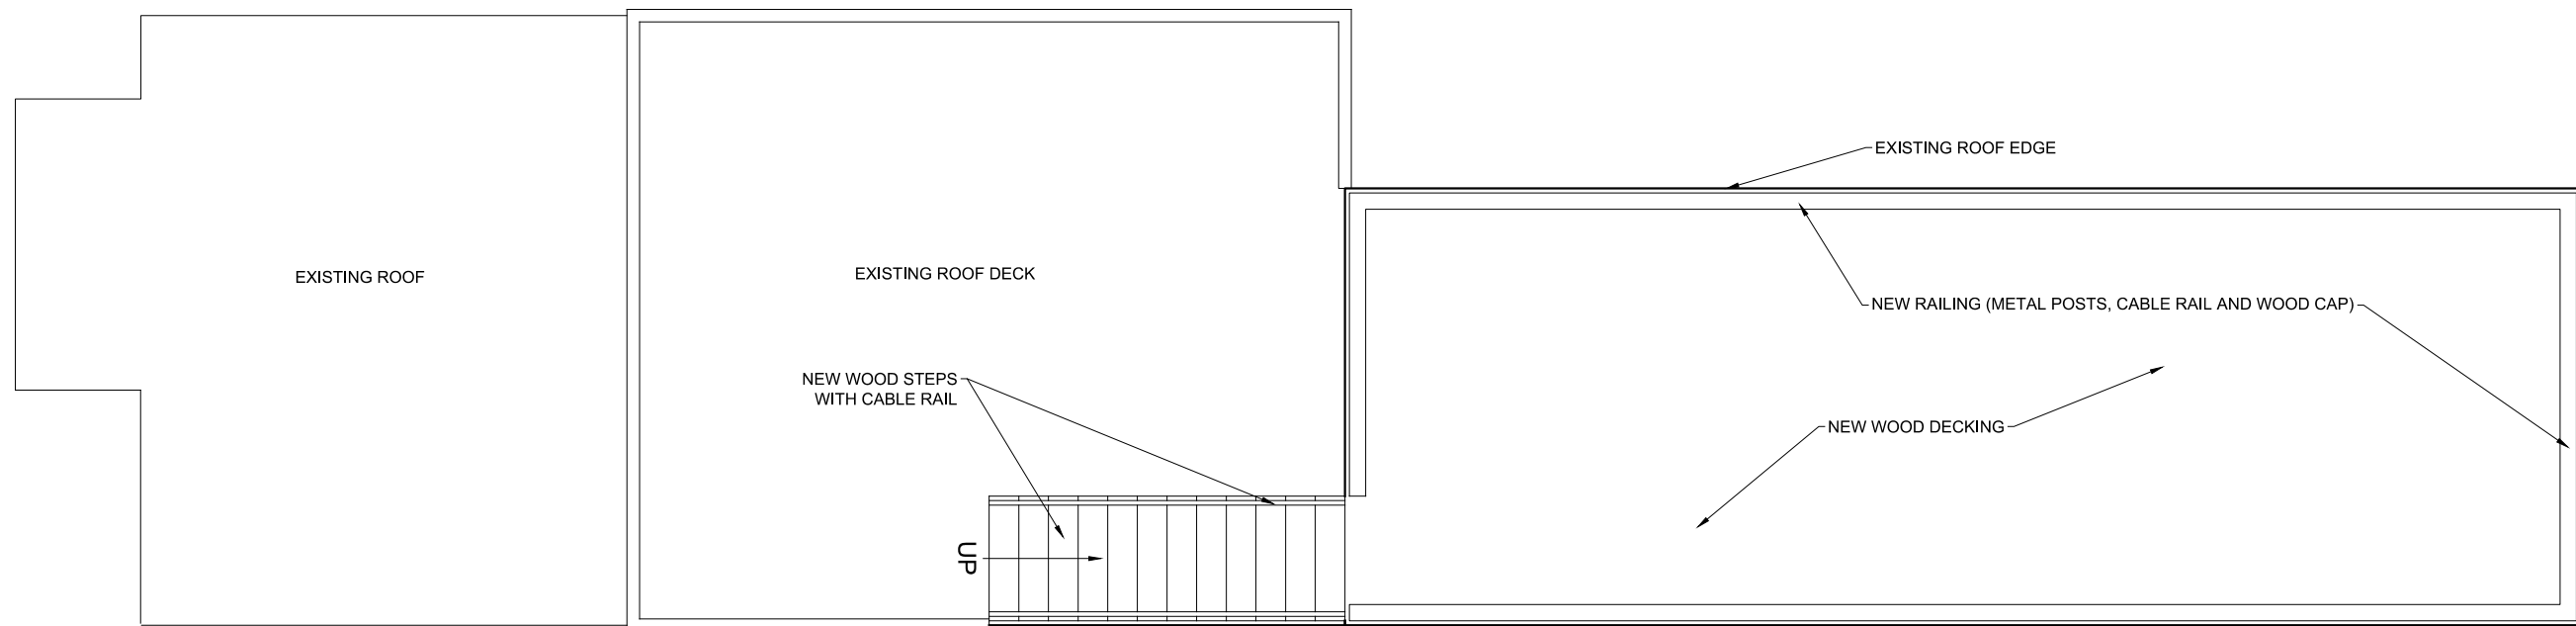 EXISTING ROOF EDGE
EXISTING ROOF
EXISTING ROOF DECK
NEW RAILING (METAL POSTS, CABLE RAIL AND WOOD CAP)
NEW WOOD STEPS
WITH CABLE RAIL
NEW WOOD DECKING
UP